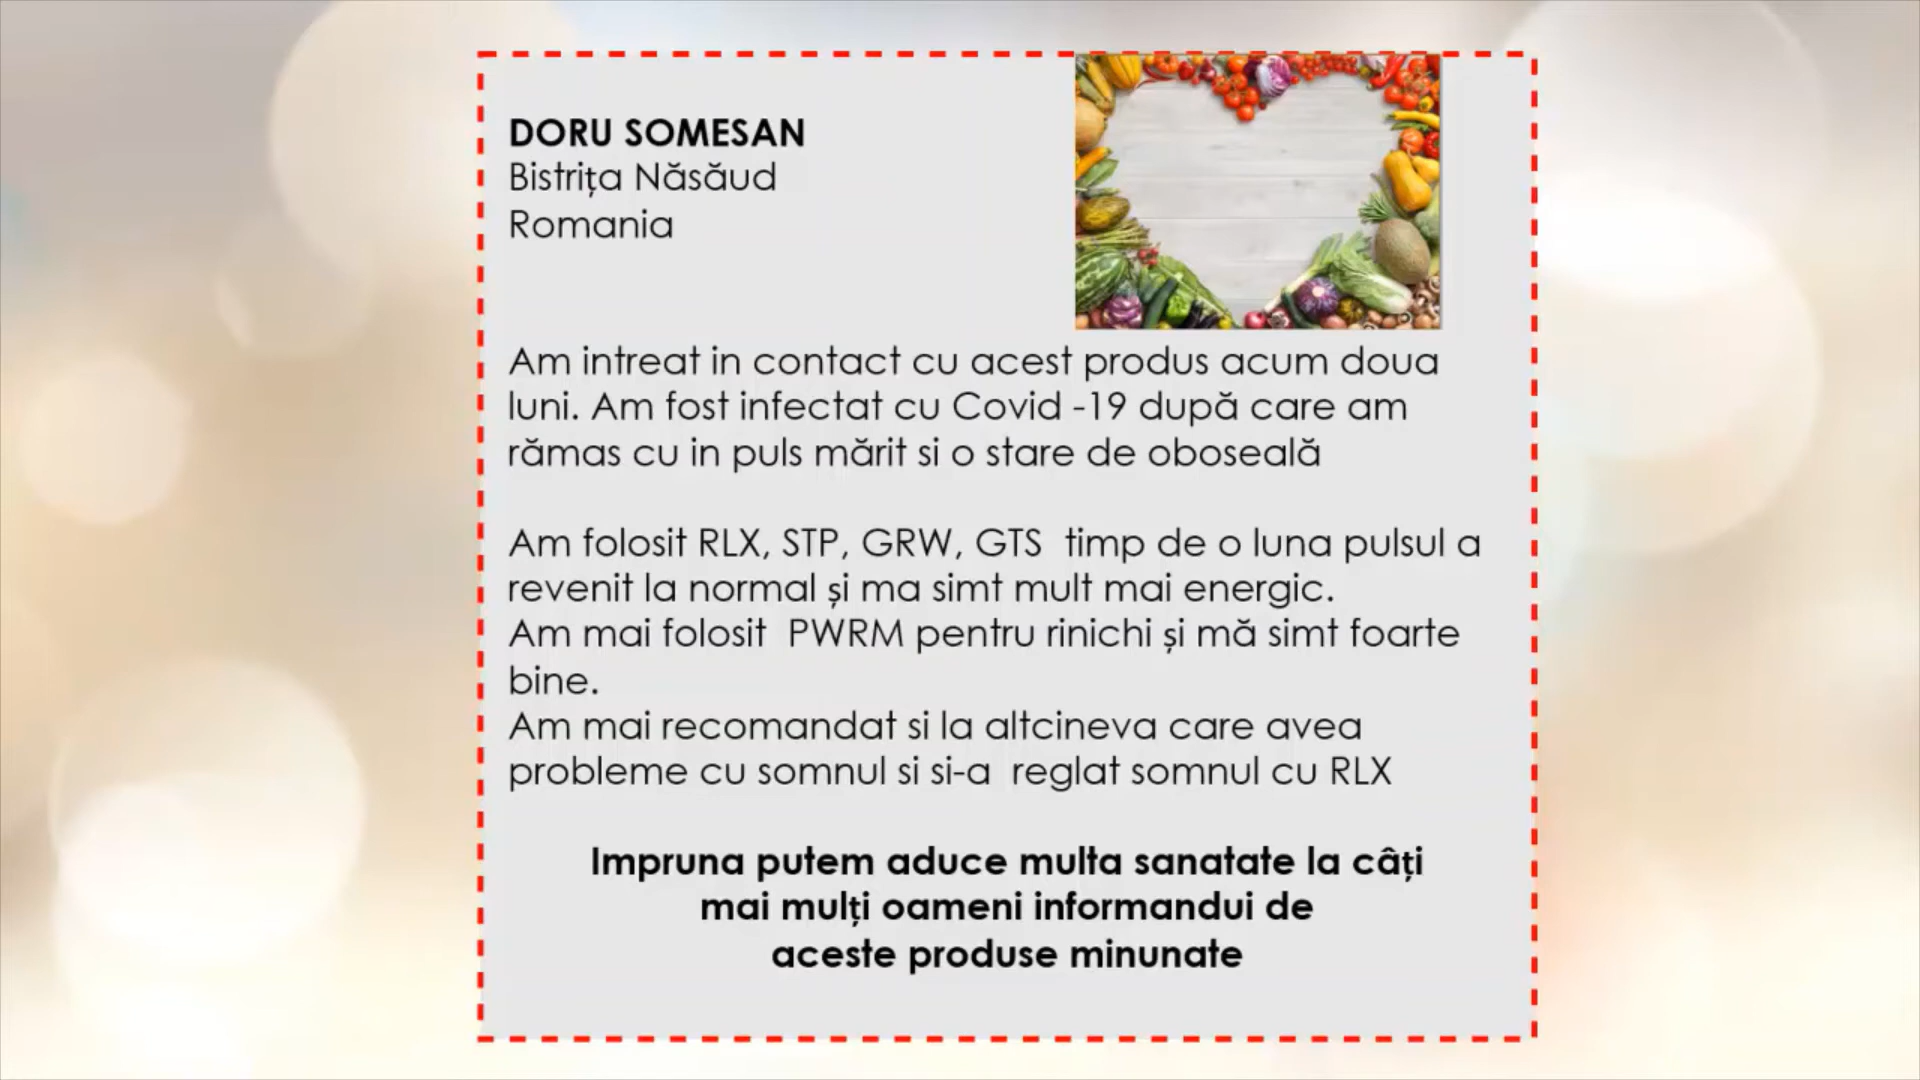 DORU SOMESAN
Bistrița Năsăud
Romania
Am intreat in contact cu acest produs acum doua
luni. Am fost infectat cu Covid -19 după care am
rămas cu in puls mărit si o stare de oboseală
Am folosit RLX, STP, GRW, GTS  timp de o luna pulsul a
revenit la normal și ma simt mult mai energic.
Am mai folosit  PWRM pentru rinichi și mă simt foarte
bine.
Am mai recomandat si la altcineva care avea
probleme cu somnul si si-a  reglat somnul cu RLX
Impruna putem aduce multa sanatate la câți
mai mulți oameni informandui de
aceste produse minunate